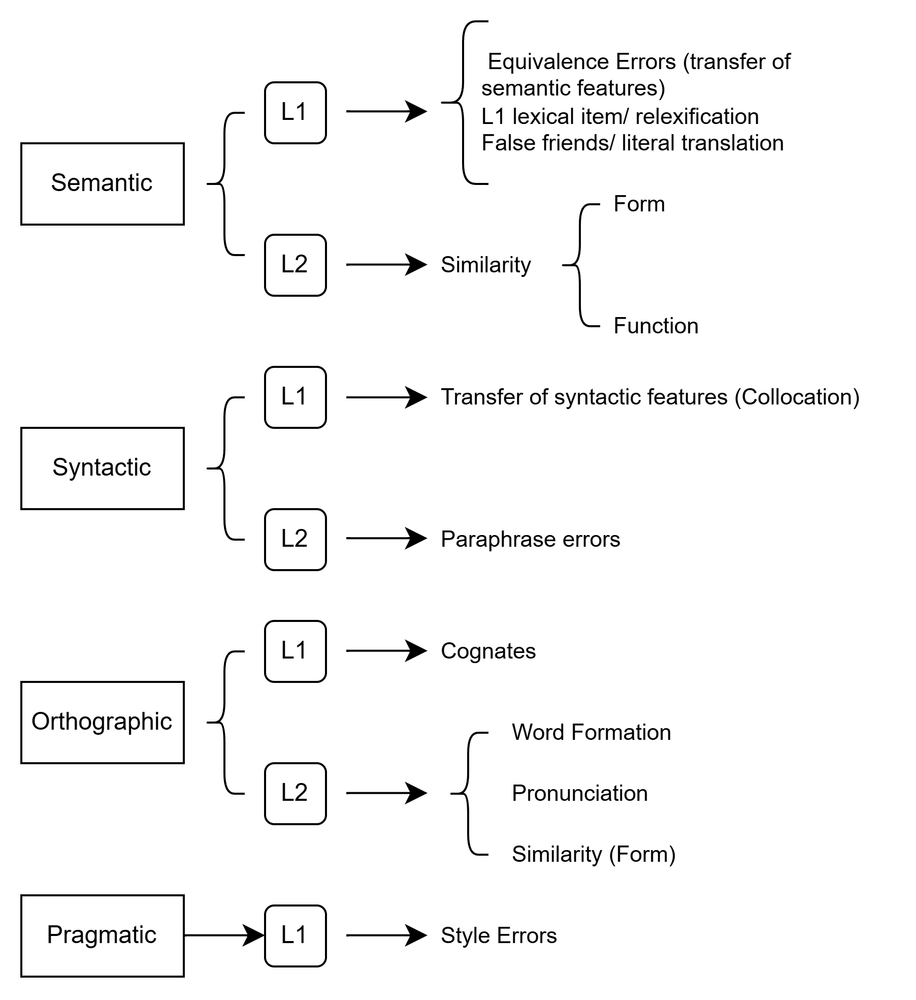 Semantic
L1
Equivalence Errors (transfer of
semantic features)
L1 lexical item/ relexification
False friends/ literal translation
L2
Similarity
Form
Function
Syntactic
L1
Transfer of syntactic features (Collocation)
L2
Paraphrase errors
Orthographic
L1
Cognates
L2
Word Formation
Pronunciation
Similarity (Form)
Pragmatic
L1
Style Errors